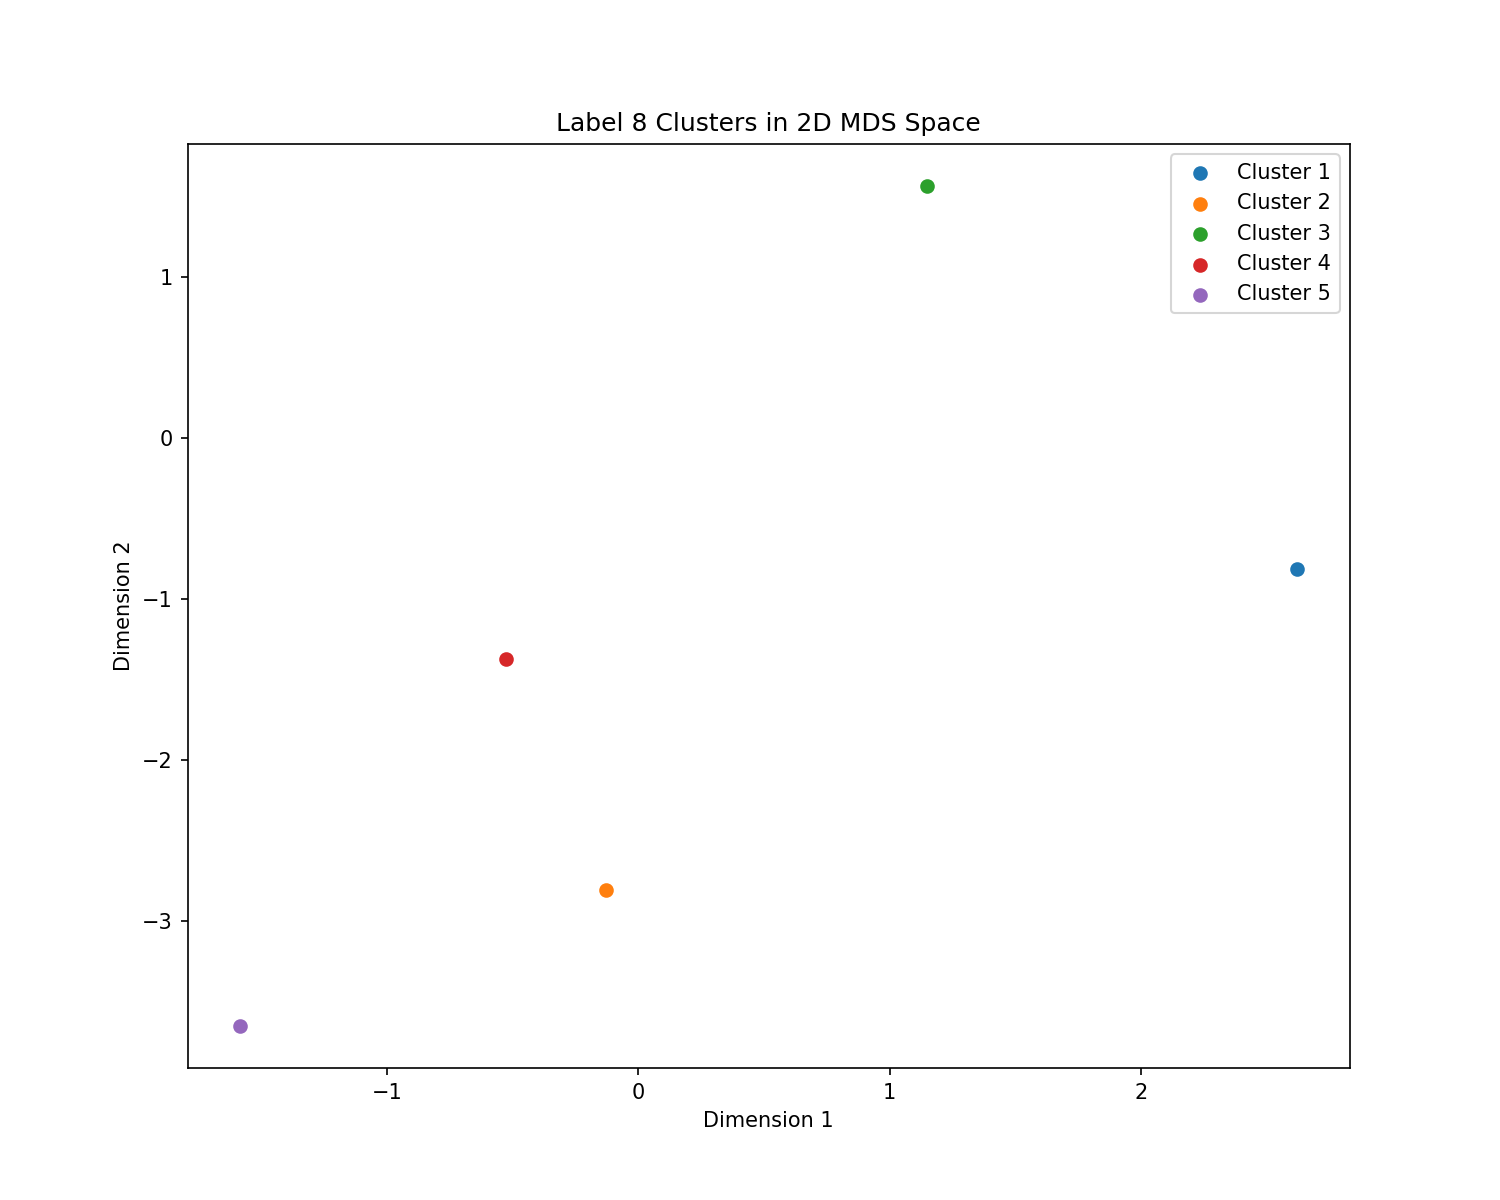 Label 8 Clusters in 2D MDS Space
Cluster 1
Cluster 2
Cluster 3
Cluster 4
Cluster 5
1
0
−1
−2
−3
Dimension 2
−1
0
1
2
Dimension 1